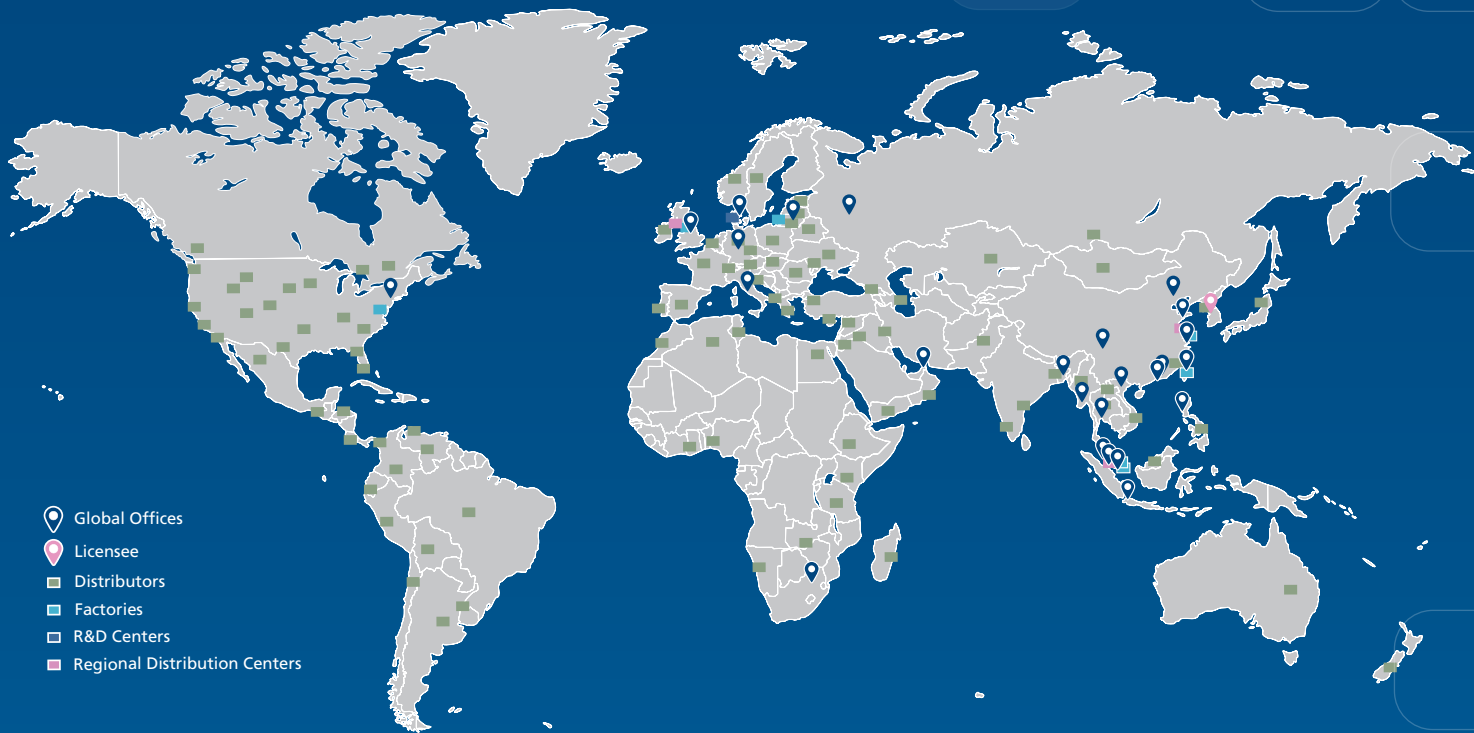 Global Offices
Licensee
Distributors
Factories
R&D Centers
Regional Distribution Centers